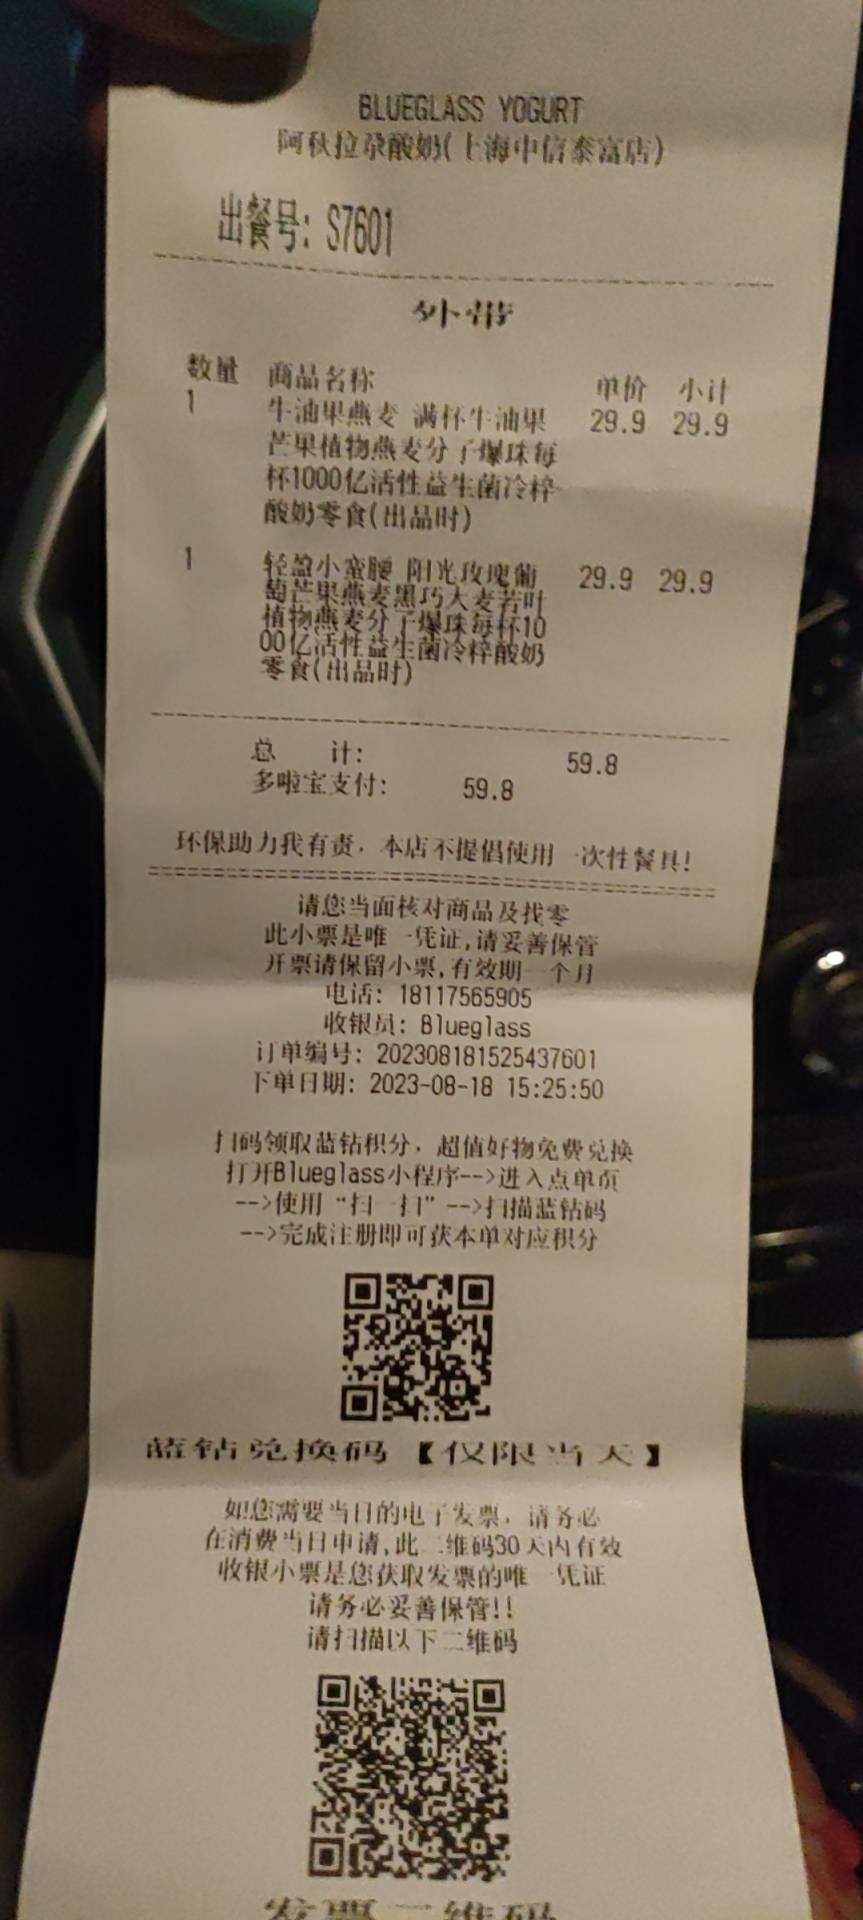 BLUEGLASS YOGURT
阿秋拉尕酸奶(上海中信泰富店)
出餐号: S7601
外带
数量 商品名称 单价 小计
1 牛油果燕麦 满杯牛油果 29.9 29.9
芒果植物燕麦分子爆珠每
杯1000亿活性益生菌冷榨
酸奶零食(出品时)
1 轻盈小蛮腰 阳光玫瑰葡 29.9 29.9
萄芒果燕麦黑巧大麦若叶
植物燕麦分子爆珠每杯10
00亿活性益生菌冷榨酸奶
零食(出品时)
总 计: 59.8
多啦宝支付: 59.8
环保助力我有责，本店不提倡使用一次性餐具!
请您当面核对商品及找零
此小票是唯一凭证,请妥善保管
开票请保留小票,有效期一个月
电话: 18117565905
收银员: Blueglass
订单编号: 202308181525437601
下单日期: 2023-08-18 15:25:50
扫码领取蓝钻积分，超值好物免费兑换
打开Blueglass小程序-->进入点单页
-->使用“扫一扫”-->扫描蓝钻码
-->完成注册即可获本单对应积分
蓝钻兑换码【仅限当天】
如您需要当日的电子发票，请务必
在消费当日申请,此二维码30天内有效
收银小票是您获取发票的唯一凭证
请务必妥善保管!!
请扫描以下二维码
发票二维码